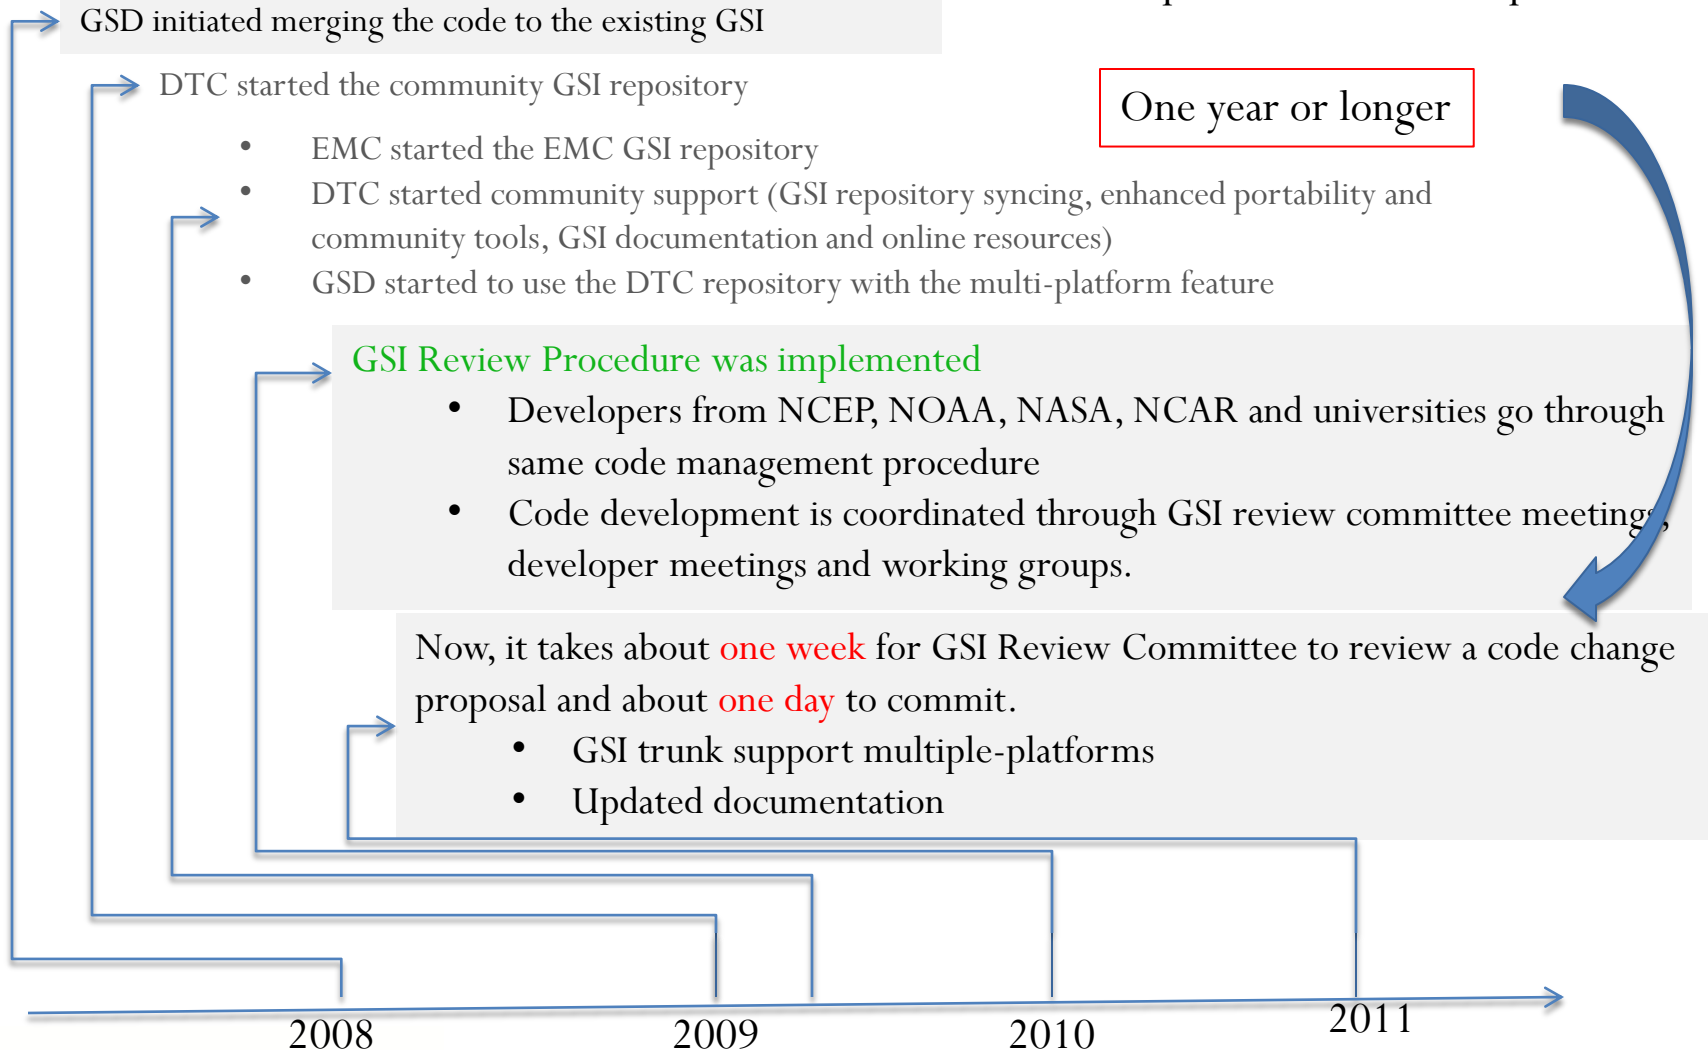 GSD initiated merging the code to the existing GSI
DTC started the community GSI repository
One year or longer
• EMC started the EMC GSI repository
• DTC started community support (GSI repository syncing, enhanced portability and
community tools, GSI documentation and online resources)
• GSD started to use the DTC repository with the multi-platform feature
GSI Review Procedure was implemented
• Developers from NCEP, NOAA, NASA, NCAR and universities go through
same code management procedure
• Code development is coordinated through GSI review committee meetings,
developer meetings and working groups.
Now, it takes about one week for GSI Review Committee to review a code change
proposal and about one day to commit.
• GSI trunk support multiple-platforms
• Updated documentation
2008 2009 2010 2011